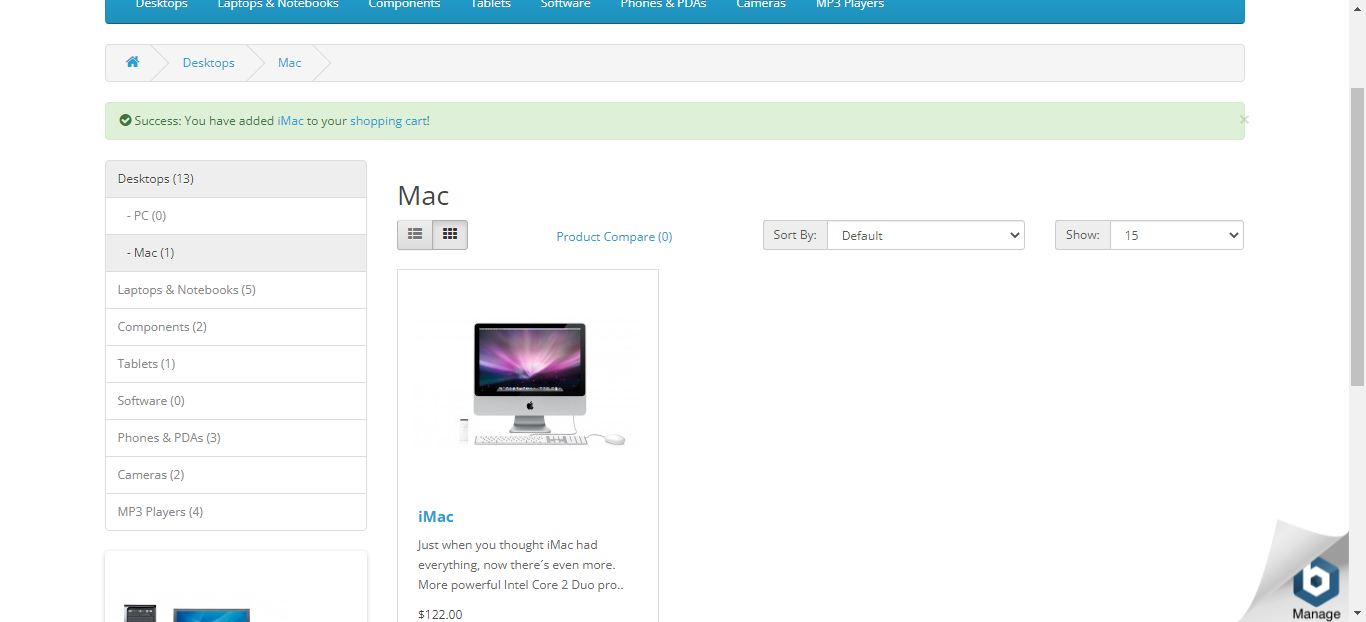 Desktops Laptops & Notebooks Components Tablets Software Phones & PDAs Cameras MP3 Players
Desktops Mac
Success: You have added iMac to your shopping cart!
×
Desktops (13)
- PC (0)
- Mac (1)
Laptops & Notebooks (5)
Components (2)
Tablets (1)
Software (0)
Phones & PDAs (3)
Cameras (2)
MP3 Players (4)
Mac
Product Compare (0)
Sort By: Default
Show: 15
iMac
Just when you thought iMac had
everything, now there´s even more.
More powerful Intel Core 2 Duo pro..
$122.00
Manage